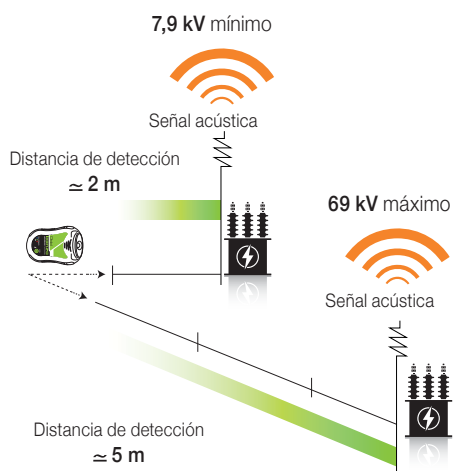 7,9 kV mínimo
Señal acústica
Distancia de detección
≃ 2 m
69 kV máximo
Señal acústica
Distancia de detección
≃ 5 m